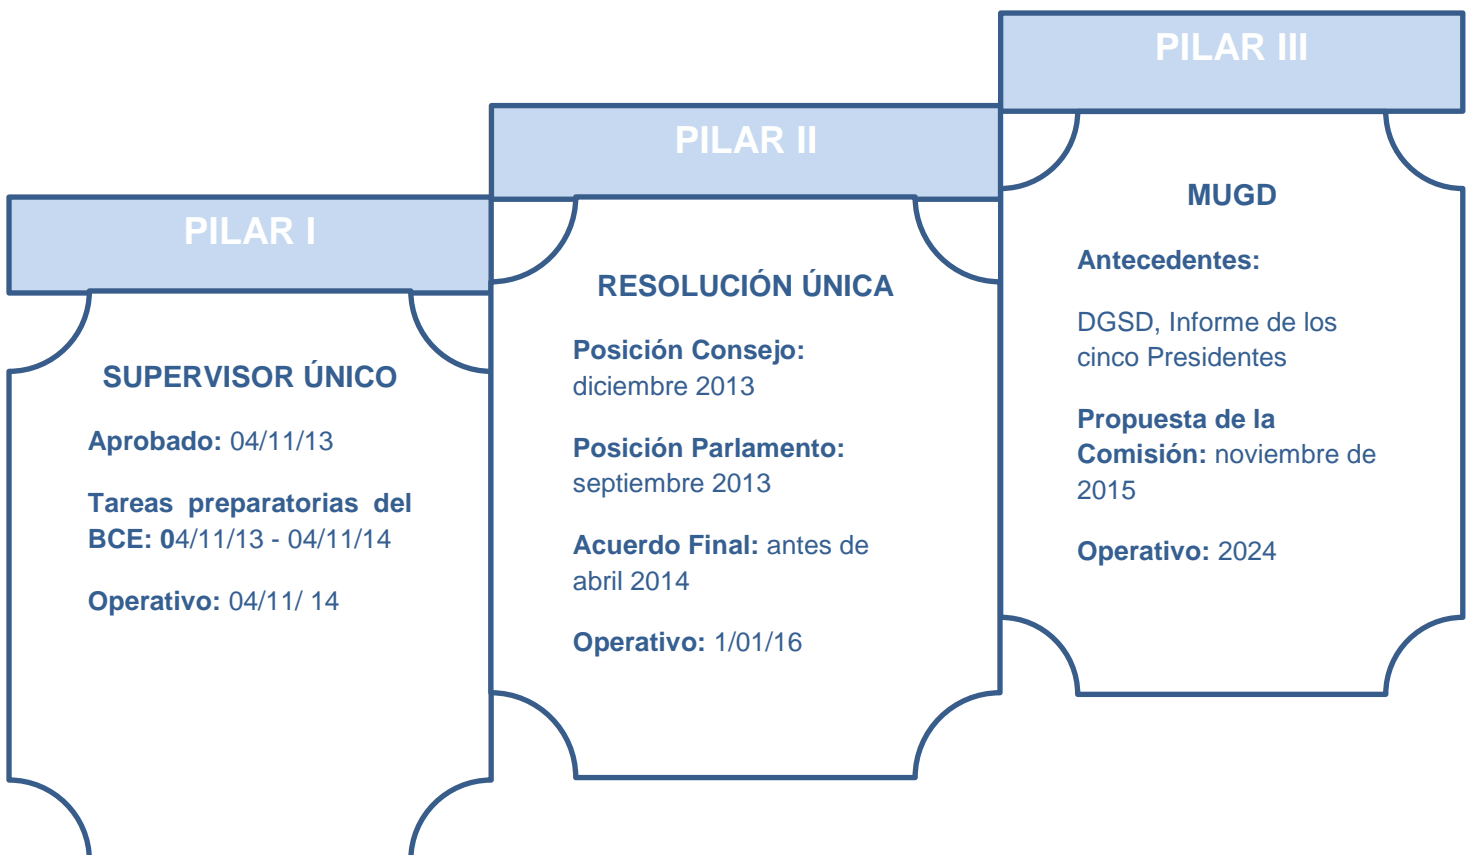 PILAR I
SUPERVISOR ÚNICO
Aprobado: 04/11/13
Tareas preparatorias del
BCE: 04/11/13 - 04/11/14
Operativo: 04/11/ 14
PILAR II
RESOLUCIÓN ÚNICA
Posición Consejo:
diciembre 2013
Posición Parlamento:
septiembre 2013
Acuerdo Final: antes de
abril 2014
Operativo: 1/01/16
PILAR III
MUGD
Antecedentes:
DGSD, Informe de los
cinco Presidentes
Propuesta de la
Comisión: noviembre de
2015
Operativo: 2024